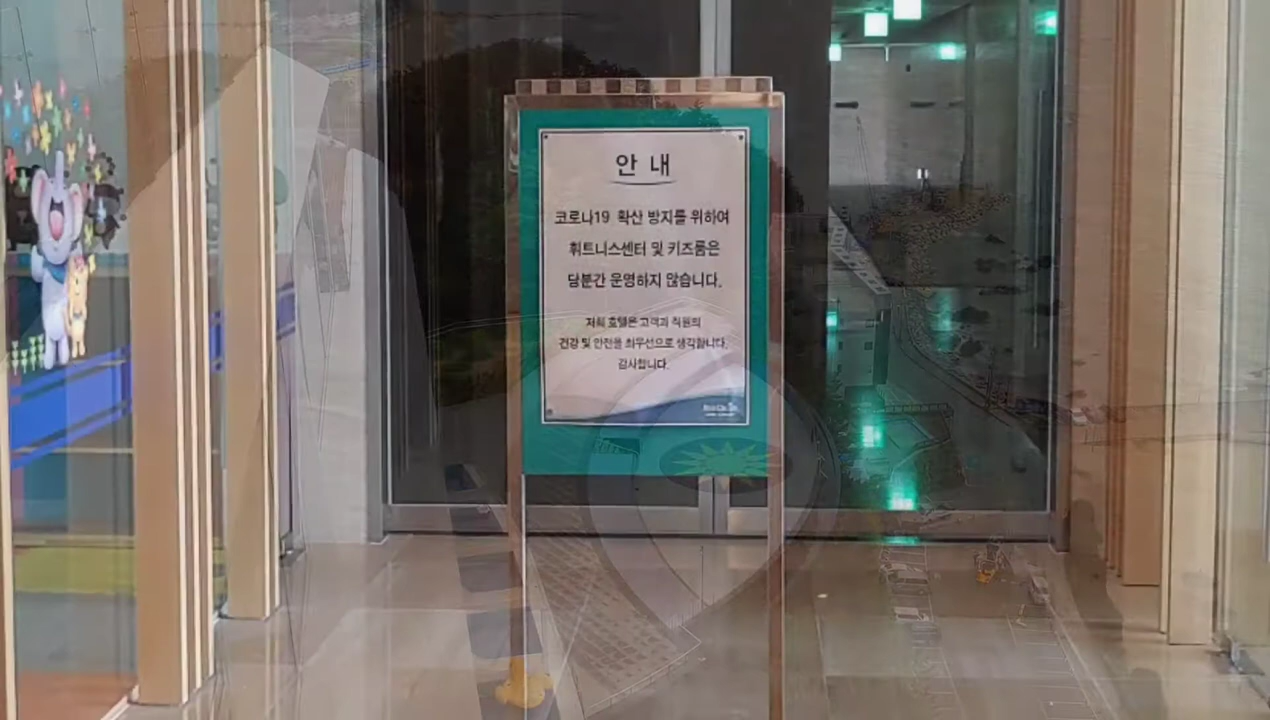 안 내
코로나19 확산 방지를 위하여
휘트니스센터 및 키즈룸은
당분간 운영하지 않습니다.
저희 호텔은 고객과 직원의
건강 및 안전을 최우선으로 생각합니다.
감사합니다.